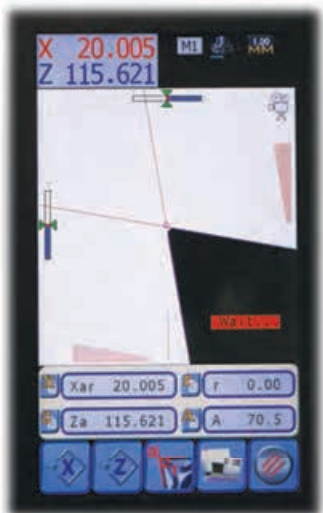 X 20.005
Z 115.621
M1
1.00
MM
Wait...
Xar 20.005
r 0.00
Za 115.621
A 70.5
X
Z